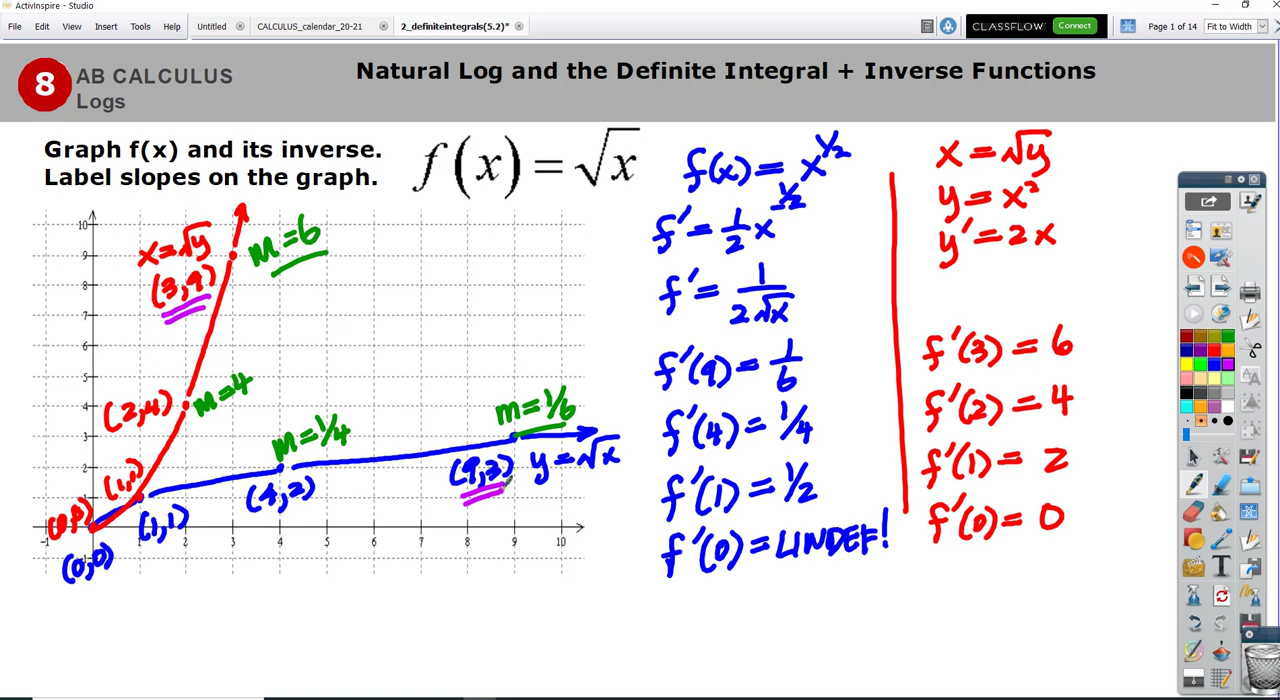 ActivInspire - Studio
File Edit View Insert Tools Help
Untitled
CALCULUS_calendar_20-21
2_definiteintegrals(5.2)*
CLASSFLOW Connect
Page 1 of 14
Fit to Width
8
AB CALCULUS
Logs
Natural Log and the Definite Integral + Inverse Functions
Graph f(x) and its inverse.
Label slopes on the graph.
f(x) = √x
10
9
8
7
6
5
4
3
2
1
-1
-1 1 2 3 4 5 6 7 8 9 10
x = √y
(3,9)
m = 6
(2,4)
m = 4
(1,1)
(0,0)
(0,0)
(1,1)
m = 1/4
(4,2)
m = 1/6
(9,3)
y = √x
f(x) = x^1/2
f' = 1/2 x^-1/2
f' = 1/(2√x)
f'(9) = 1/6
f'(4) = 1/4
f'(1) = 1/2
f'(0) = UNDEF!
x = √y
y = x²
y' = 2x
f'(3) = 6
f'(2) = 4
f'(1) = 2
f'(0) = 0